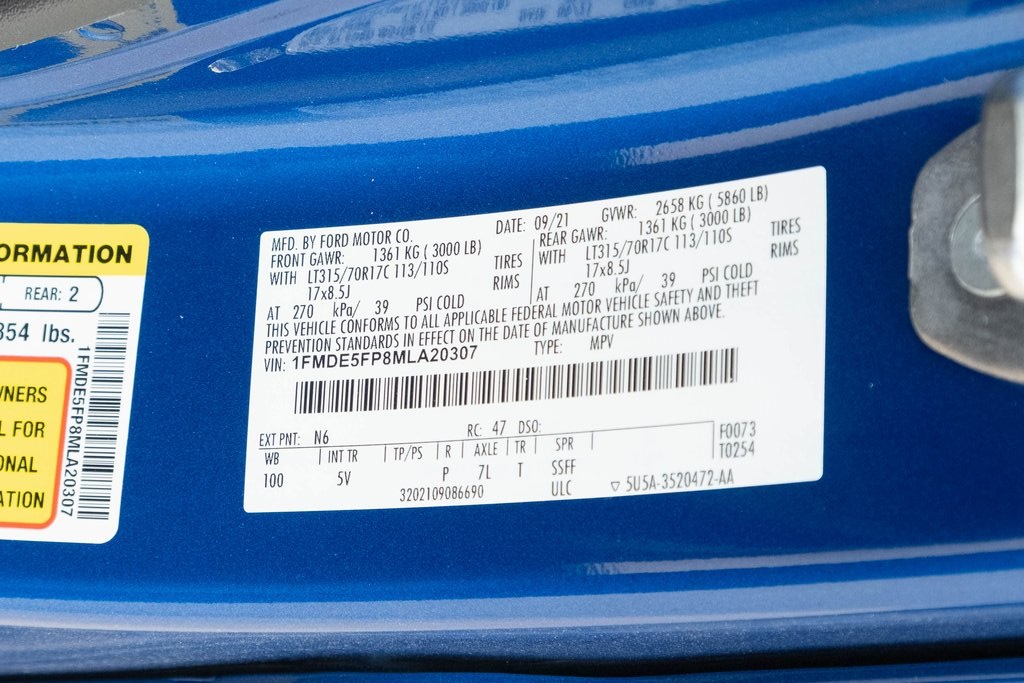 ORMATION
REAR: 2
354 lbs.
NERS
L FOR
ONAL
ATION
1FMDE5FP8MLA20307
MFD. BY FORD MOTOR CO. DATE: 09/21 GVWR: 2658 KG ( 5860 LB)
FRONT GAWR: 1361 KG ( 3000 LB) REAR GAWR: 1361 KG ( 3000 LB)
WITH LT315/70R17C 113/110S TIRES WITH LT315/70R17C 113/110S TIRES
17x8.5J RIMS 17x8.5J RIMS
AT 270 kPa/ 39 PSI COLD AT 270 kPa/ 39 PSI COLD
THIS VEHICLE CONFORMS TO ALL APPLICABLE FEDERAL MOTOR VEHICLE SAFETY AND THEFT
PREVENTION STANDARDS IN EFFECT ON THE DATE OF MANUFACTURE SHOWN ABOVE.
VIN: 1FMDE5FP8MLA20307 TYPE: MPV
EXT PNT: N6 RC: 47 DSO: F0073
WB INT TR TP/PS R AXLE TR SPR T0254
100 5V P 7L T SSFF
3202109086690 ULC ▽ 5U5A-3520472-AA